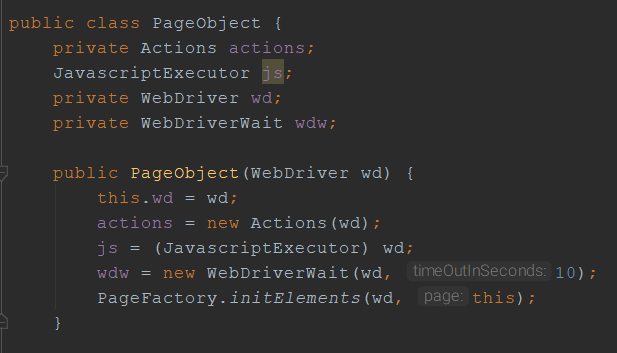 public class PageObject {
    private Actions actions;
    JavascriptExecutor js;
    private WebDriver wd;
    private WebDriverWait wdw;

    public PageObject(WebDriver wd) {
        this.wd = wd;
        actions = new Actions(wd);
        js = (JavascriptExecutor) wd;
        wdw = new WebDriverWait(wd, timeOutInSeconds: 10);
        PageFactory.initElements(wd, page: this);
    }